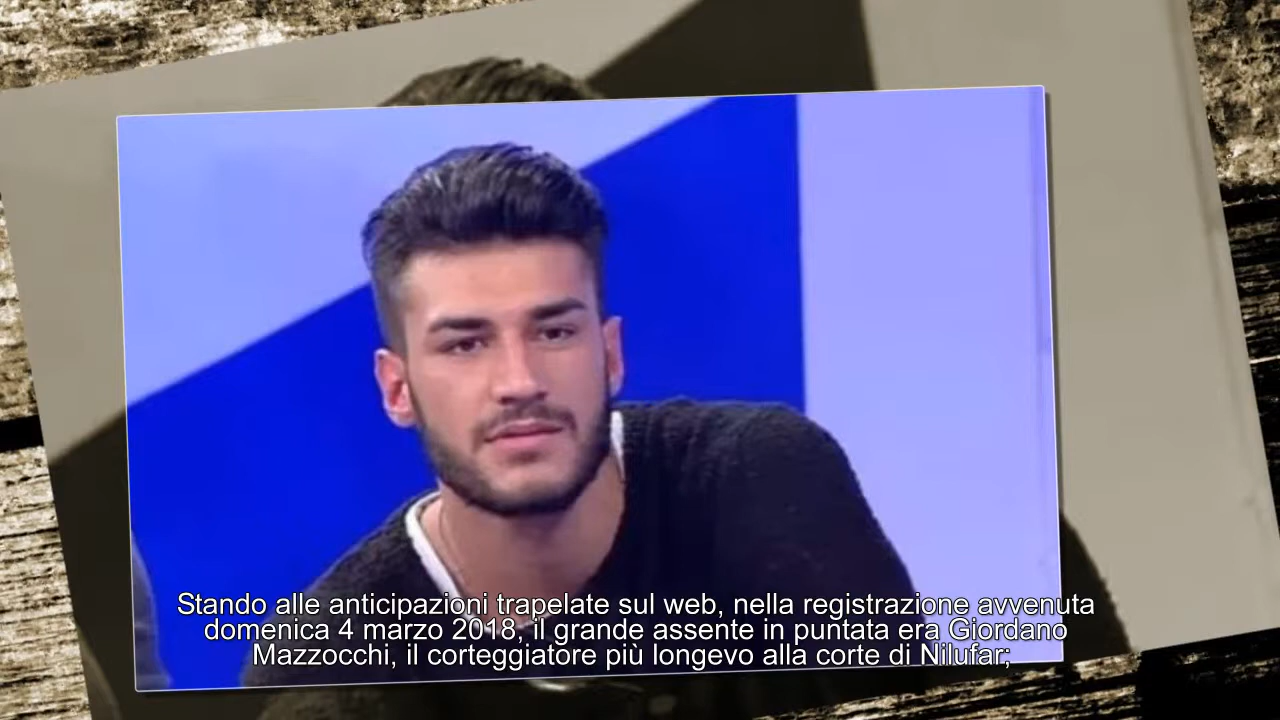 Stando alle anticipazioni trapelate sul web, nella registrazione avvenuta
domenica 4 marzo 2018, il grande assente in puntata era Giordano
Mazzocchi, il corteggiatore più longevo alla corte di Nilufar;